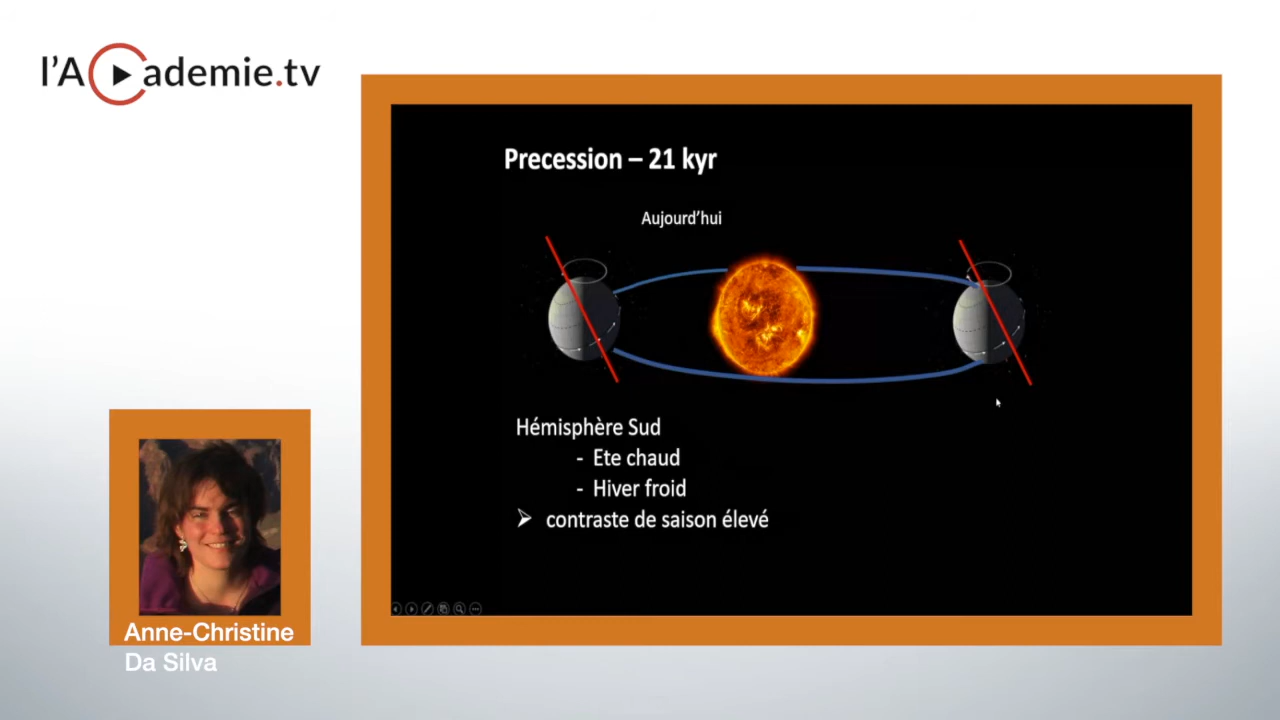 l'Academie.tv
Precession – 21 kyr
Aujourd'hui
Hémisphère Sud
- Ete chaud
- Hiver froid
➢ contraste de saison élevé
Anne-Christine
Da Silva